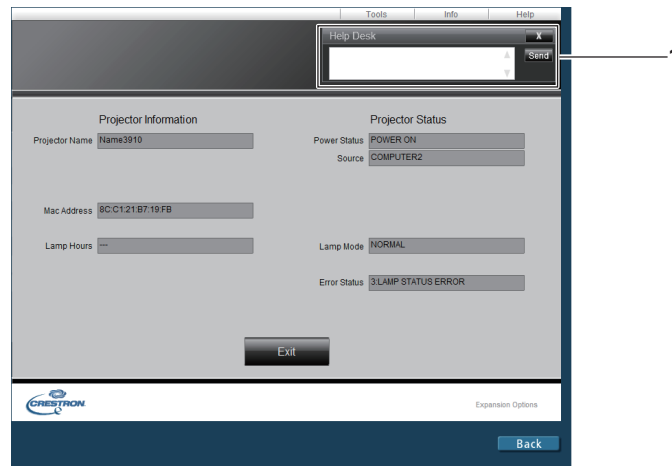 Tools Info Help
Help Desk X
Send
1
Projector Information Projector Status
Projector Name Name3910 Power Status POWER ON
Source COMPUTER2
Mac Address 8C:C1:21:B7:19:FB
Lamp Hours --- Lamp Mode NORMAL
Error Status 3:LAMP STATUS ERROR
Exit
CRESTRON Expansion Options
Back